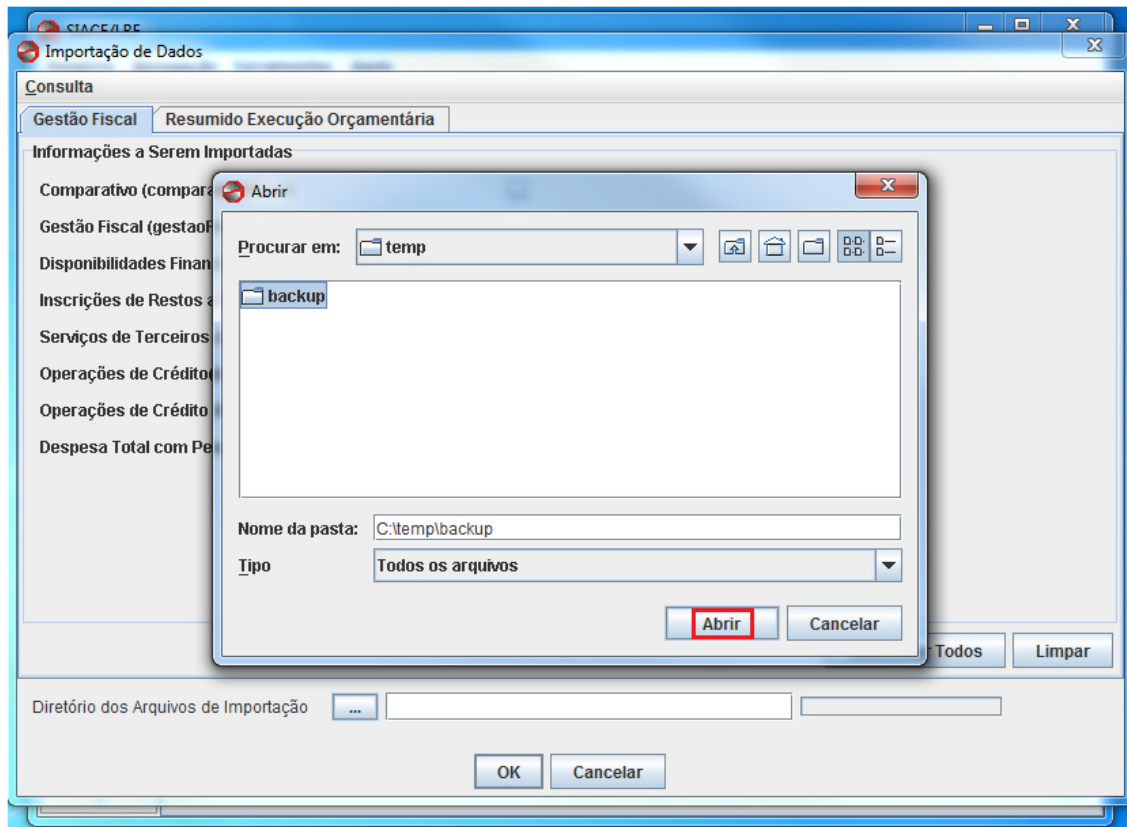 SIACE/LRF
Importação de Dados
Consulta
Gestão Fiscal
Resumido Execução Orçamentária
Informações a Serem Importadas
Comparativo (compara
Gestão Fiscal (gestaoF
Disponibilidades Finan
Inscrições de Restos a
Serviços de Terceiros
Operações de Crédito(
Operações de Crédito
Despesa Total com Pe
Abrir
Procurar em:
temp
backup
Nome da pasta:
C:\temp\backup
Tipo
Todos os arquivos
Abrir
Cancelar
Todos
Limpar
Diretório dos Arquivos de Importação
...
OK
Cancelar